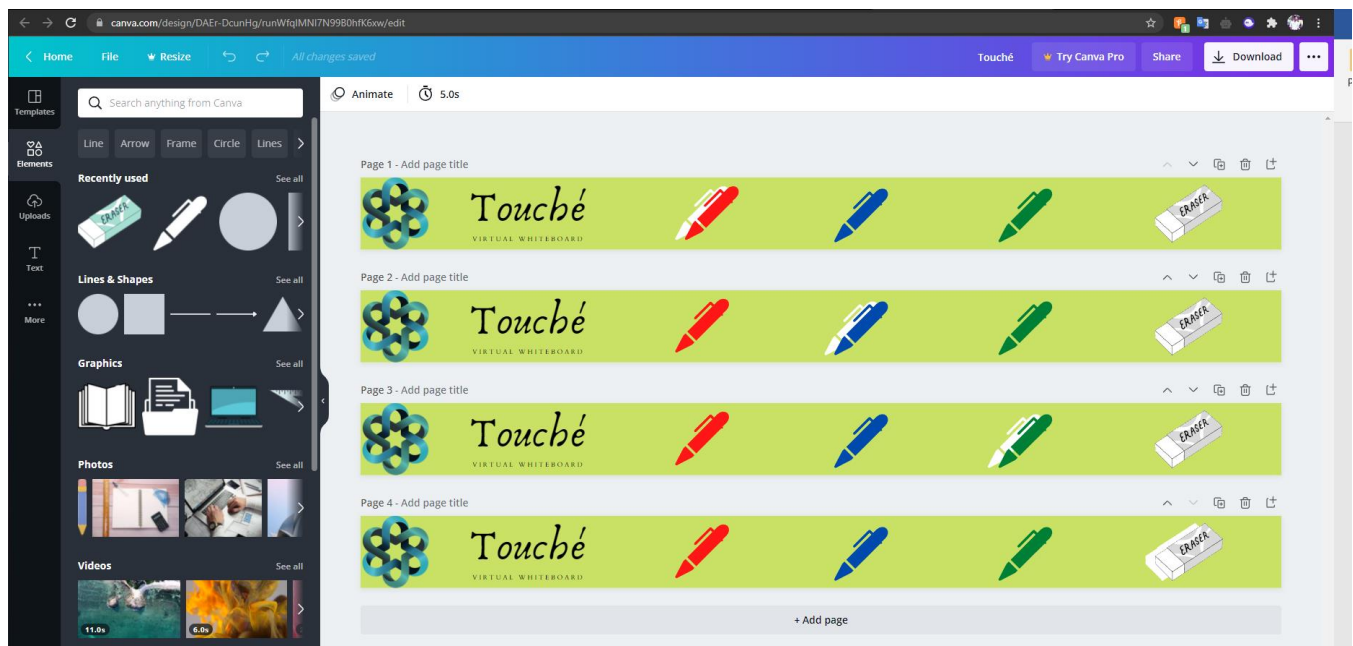 canva.com/design/DAEr-DcunHg/runWfqIMNI7N99B0hfK6xw/edit
Home File Resize All changes saved Touché Try Canva Pro Share Download
Templates
Elements
Uploads
Text
More
Search anything from Canva
Line Arrow Frame Circle Lines
Recently used See all
ERASER
Lines & Shapes See all
Graphics See all
Photos See all
Videos See all
11.0s 6.0s
Animate 5.0s
Page 1 - Add page title
Touché
VIRTUAL WHITEBOARD
ERASER
Page 2 - Add page title
Touché
VIRTUAL WHITEBOARD
ERASER
Page 3 - Add page title
Touché
VIRTUAL WHITEBOARD
ERASER
Page 4 - Add page title
Touché
VIRTUAL WHITEBOARD
ERASER
+ Add page